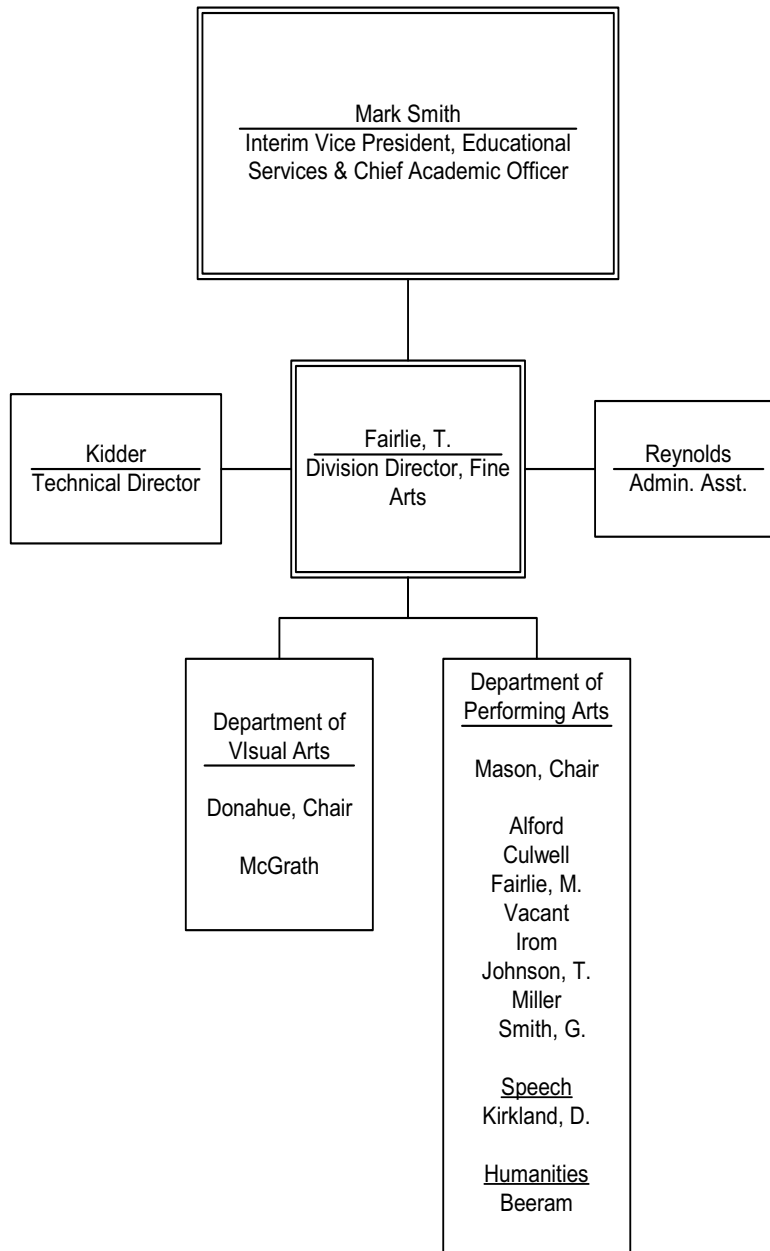 Mark Smith
Interim Vice President, Educational
Services & Chief Academic Officer
Kidder
Technical Director
Fairlie, T.
Division Director, Fine
Arts
Reynolds
Admin. Asst.
Department of
VIsual Arts
Donahue, Chair
McGrath
Department of
Performing Arts
Mason, Chair
Alford
Culwell
Fairlie, M.
Vacant
Irom
Johnson, T.
Miller
Smith, G.
Speech
Kirkland, D.
Humanities
Beeram